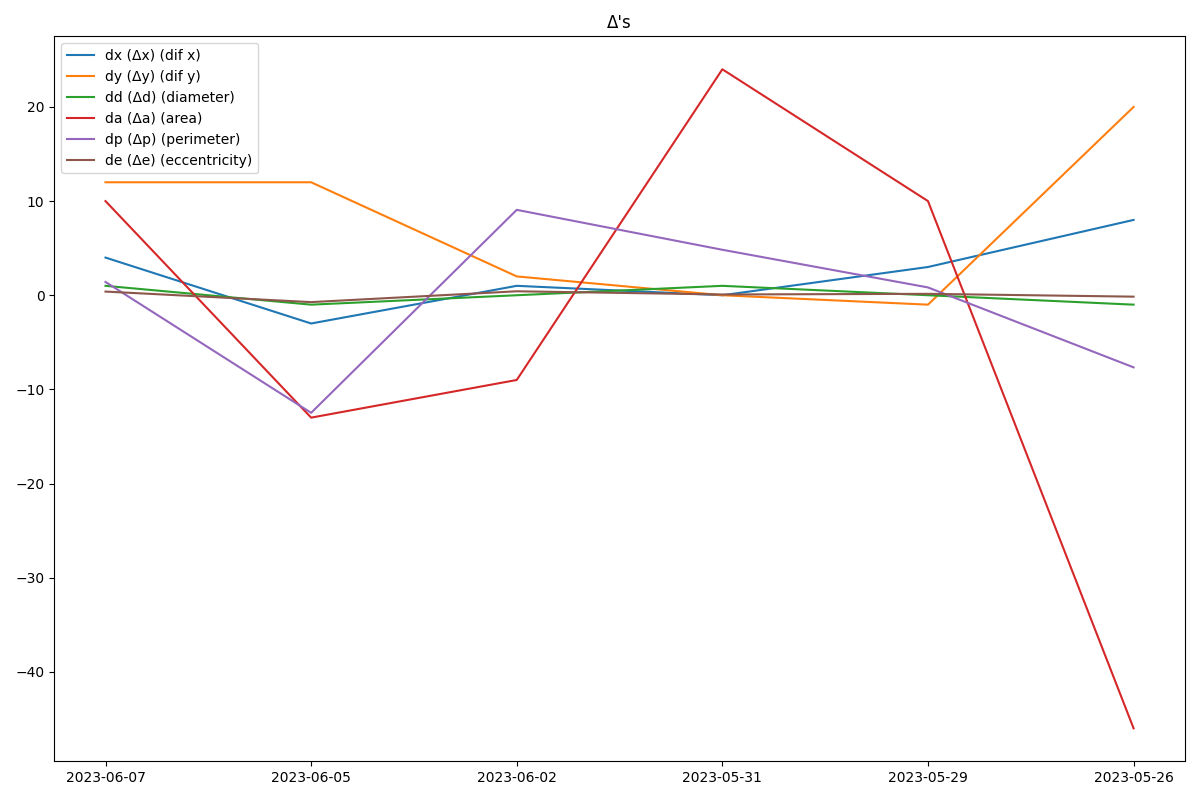 Δ's
dx (Δx) (dif x)
dy (Δy) (dif y)
dd (Δd) (diameter)
da (Δa) (area)
dp (Δp) (perimeter)
de (Δe) (eccentricity)
20
10
0
−10
−20
−30
−40
2023-06-07 2023-06-05 2023-06-02 2023-05-31 2023-05-29 2023-05-26